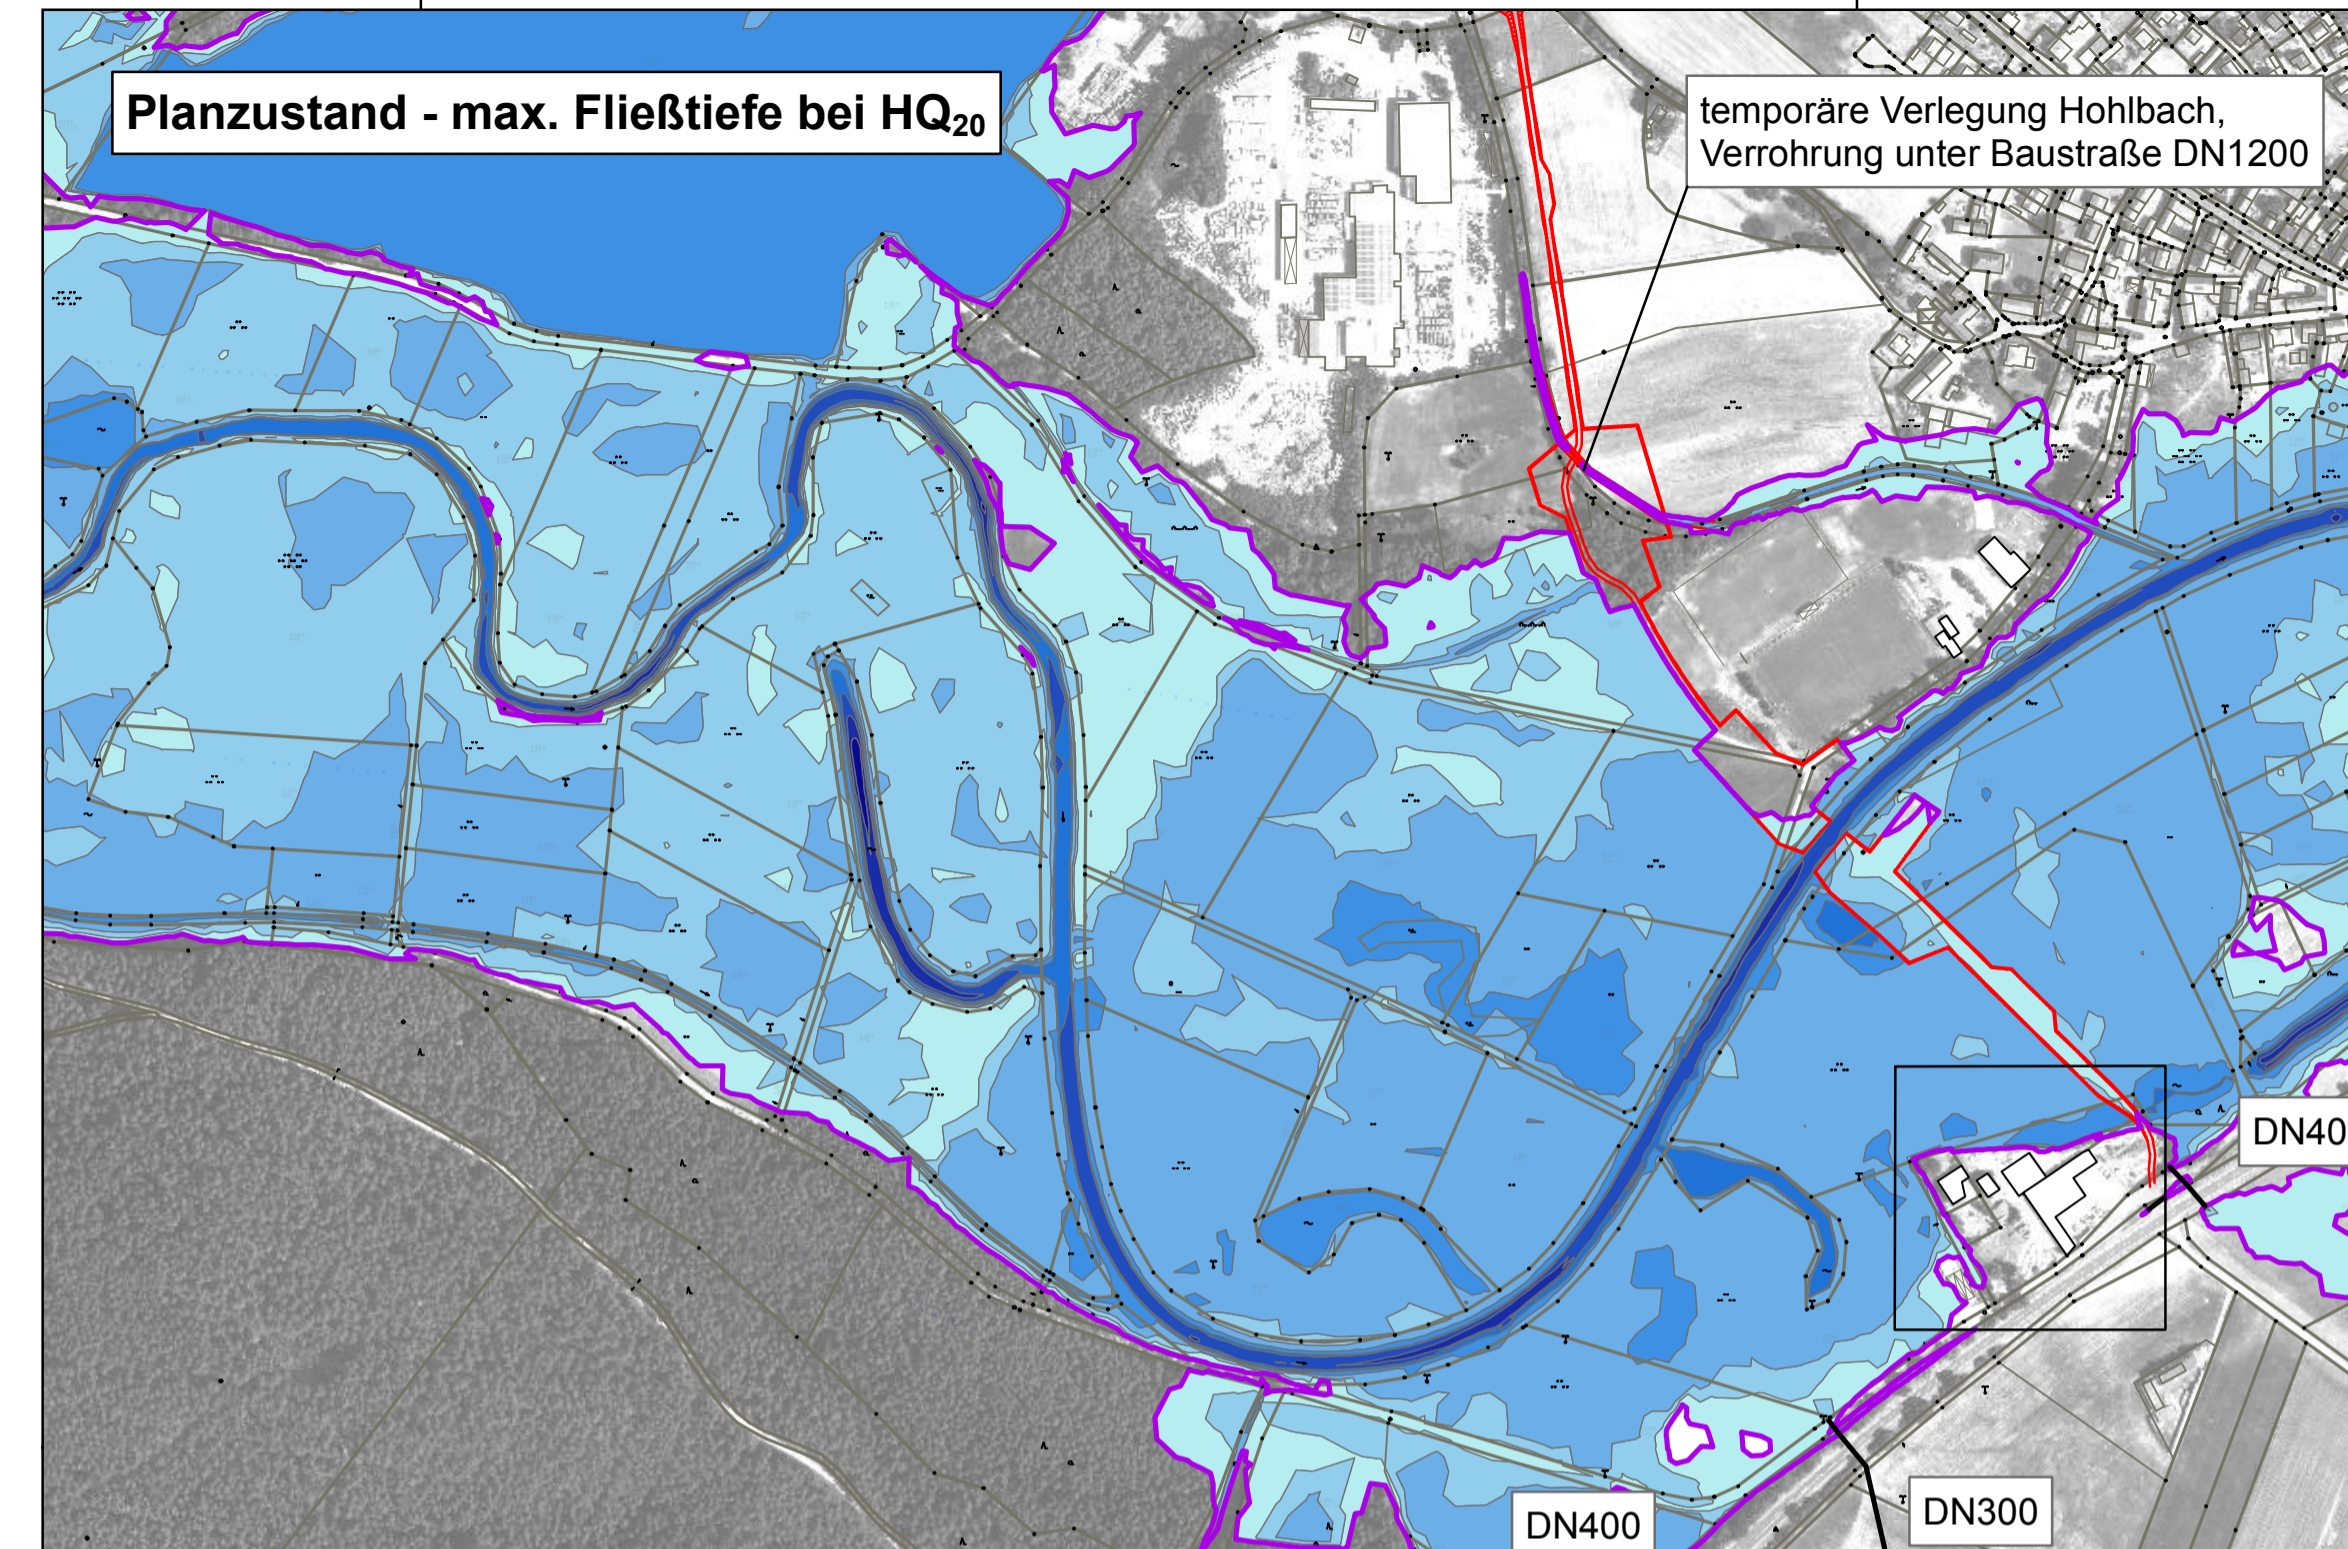 Planzustand - max. Fließtiefe bei HQ20
temporäre Verlegung Hohlbach,
Verrohrung unter Baustraße DN1200
DN40
DN400
DN300